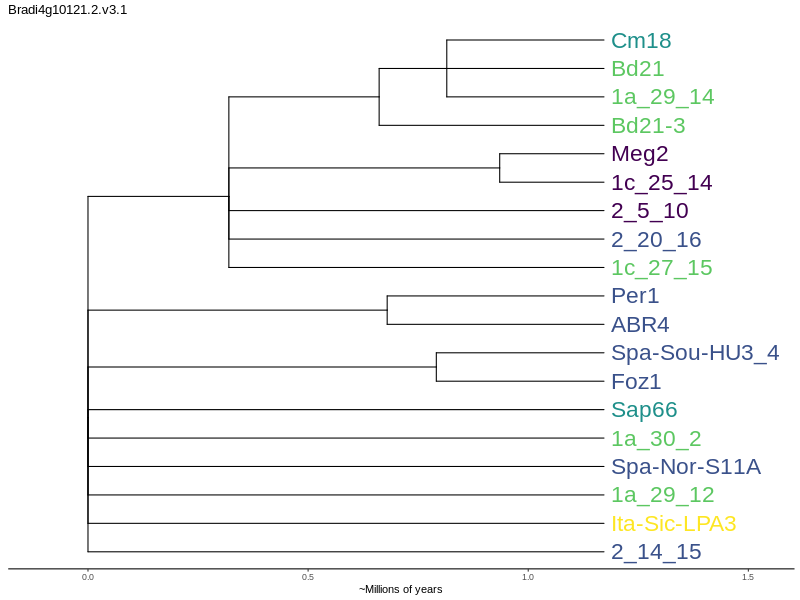 Bradi4g10121.2.v3.1
Cm18
Bd21
1a_29_14
Bd21-3
Meg2
1c_25_14
2_5_10
2_20_16
1c_27_15
Per1
ABR4
Spa-Sou-HU3_4
Foz1
Sap66
1a_30_2
Spa-Nor-S11A
1a_29_12
Ita-Sic-LPA3
2_14_15
0.0 0.5 1.0 1.5
~Millions of years